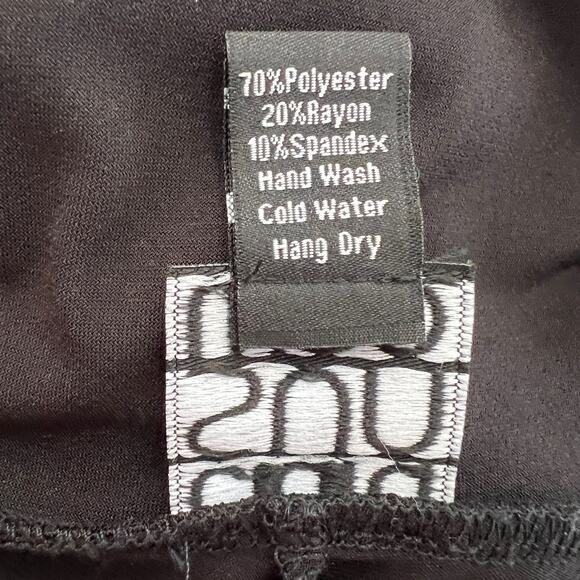 70%Polyester
20%Rayon
10%Spandex
Hand Wash
Cold Water
Hang Dry